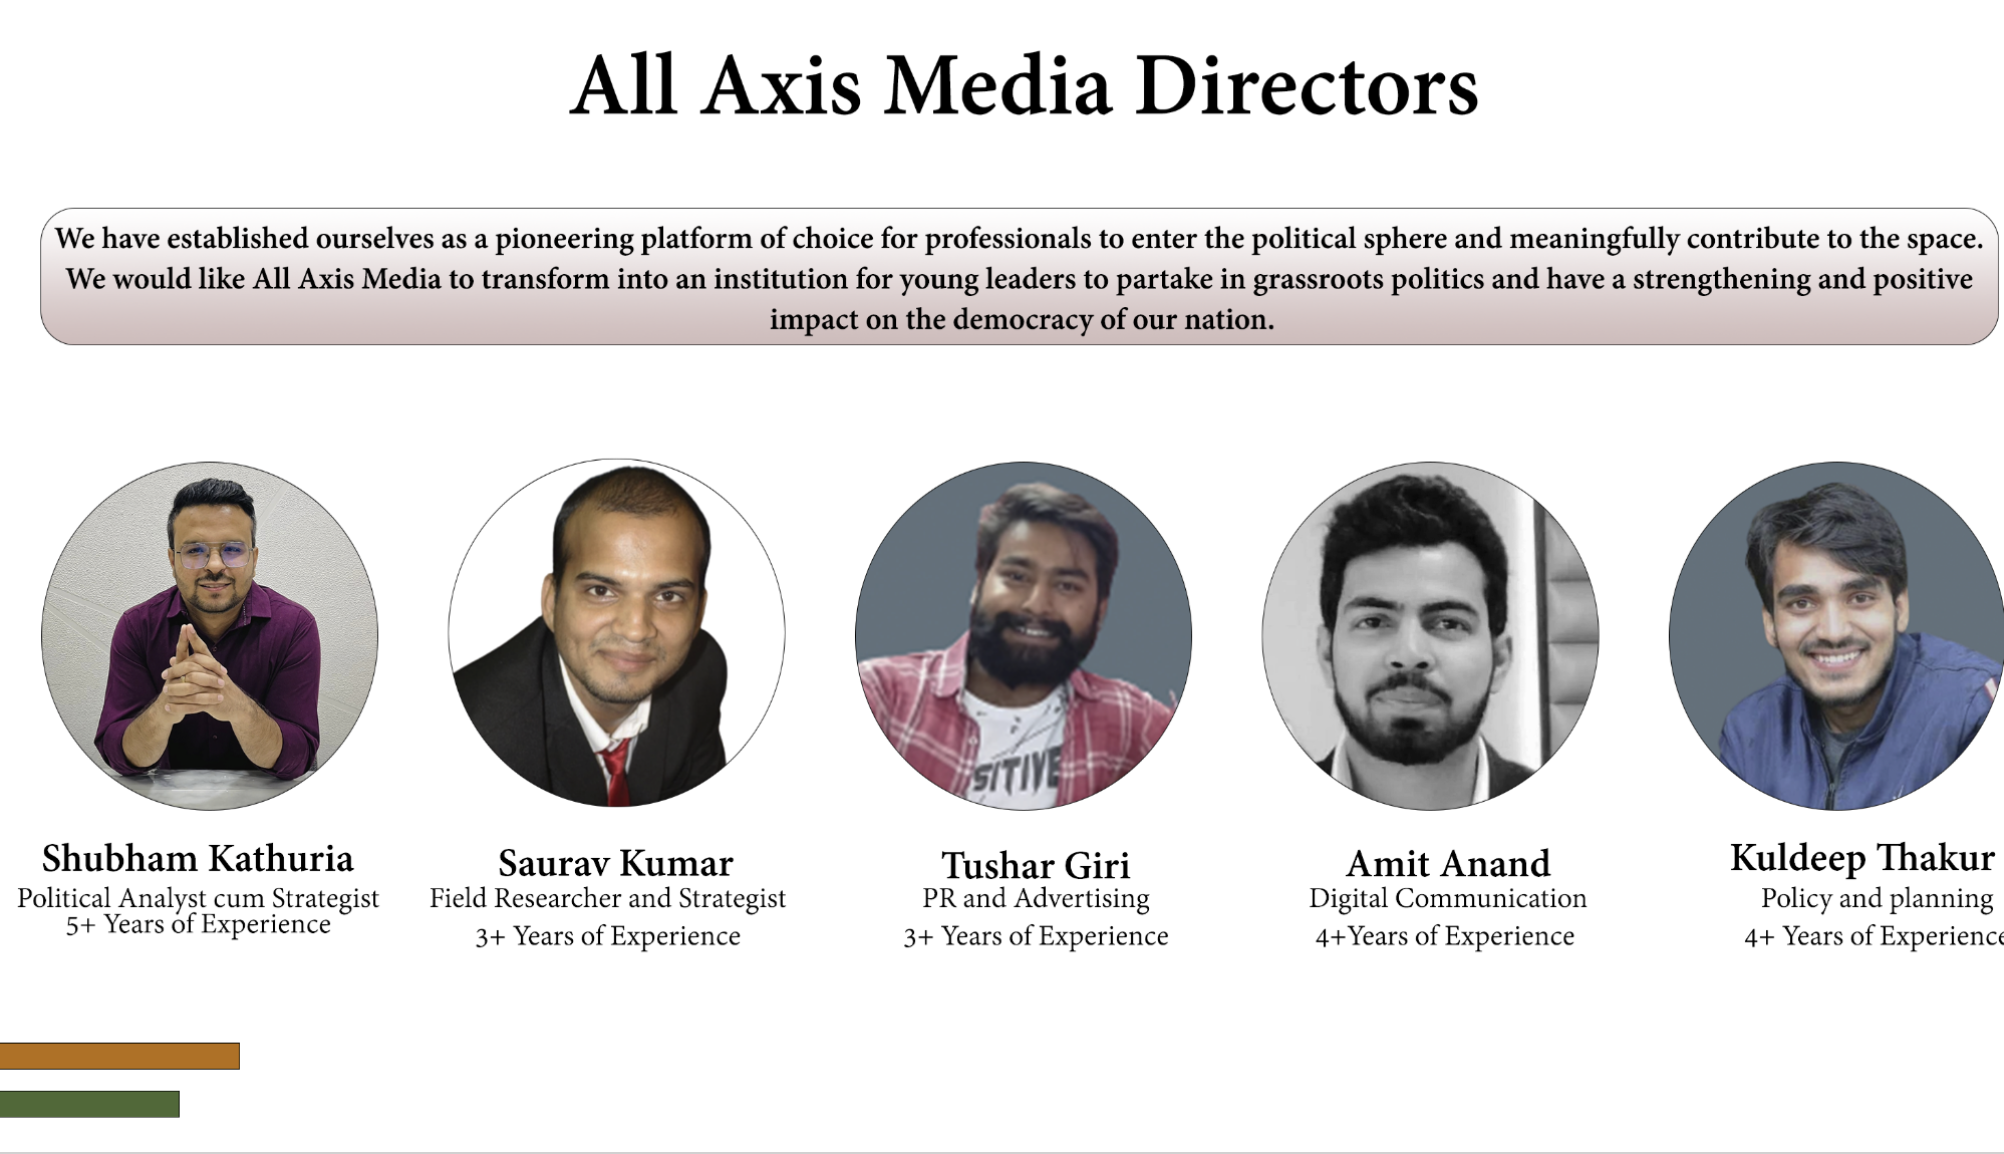 All Axis Media Directors
We have established ourselves as a pioneering platform of choice for professionals to enter the political sphere and meaningfully contribute to the space.
We would like All Axis Media to transform into an institution for young leaders to partake in grassroots politics and have a strengthening and positive
impact on the democracy of our nation.
SITIVE
Shubham Kathuria
Political Analyst cum Strategist
5+ Years of Experience
Saurav Kumar
Field Researcher and Strategist
3+ Years of Experience
Tushar Giri
PR and Advertising
3+ Years of Experience
Amit Anand
Digital Communication
4+Years of Experience
Kuldeep Thakur
Policy and planning
4+ Years of Experience